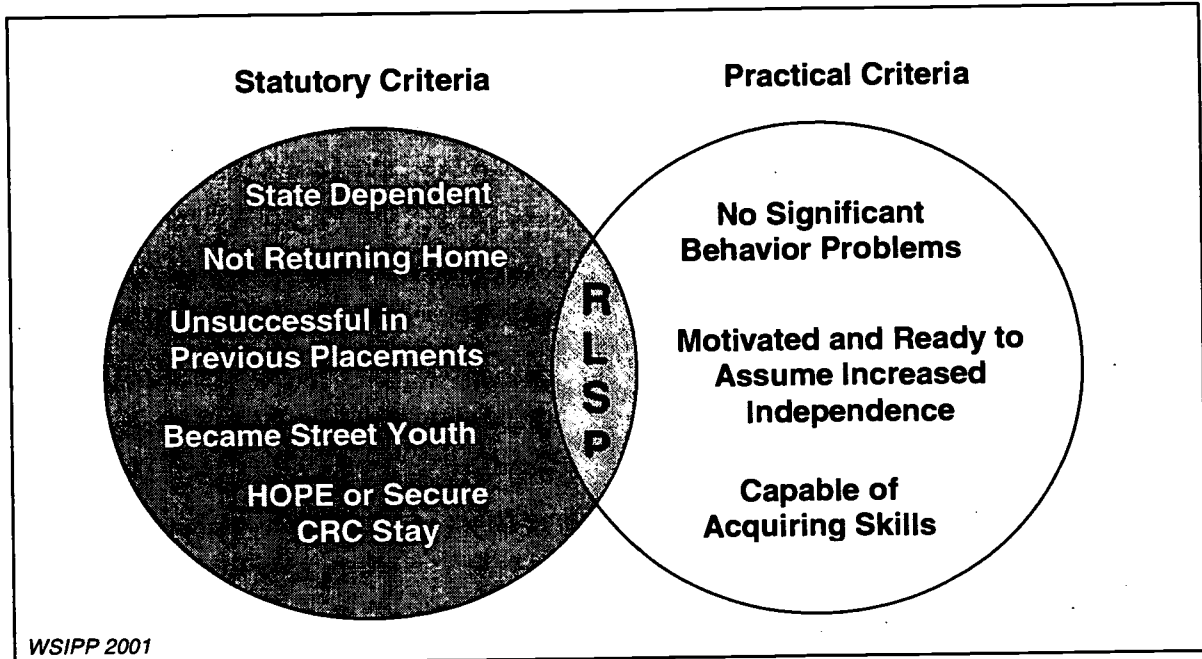 Statutory Criteria
State Dependent
Not Returning Home
Unsuccessful in
Previous Placements
Became Street Youth
HOPE or Secure
CRC Stay
R
L
S
P
Practical Criteria
No Significant
Behavior Problems
Motivated and Ready to
Assume Increased
Independence
Capable of
Acquiring Skills
WSIPP 2001